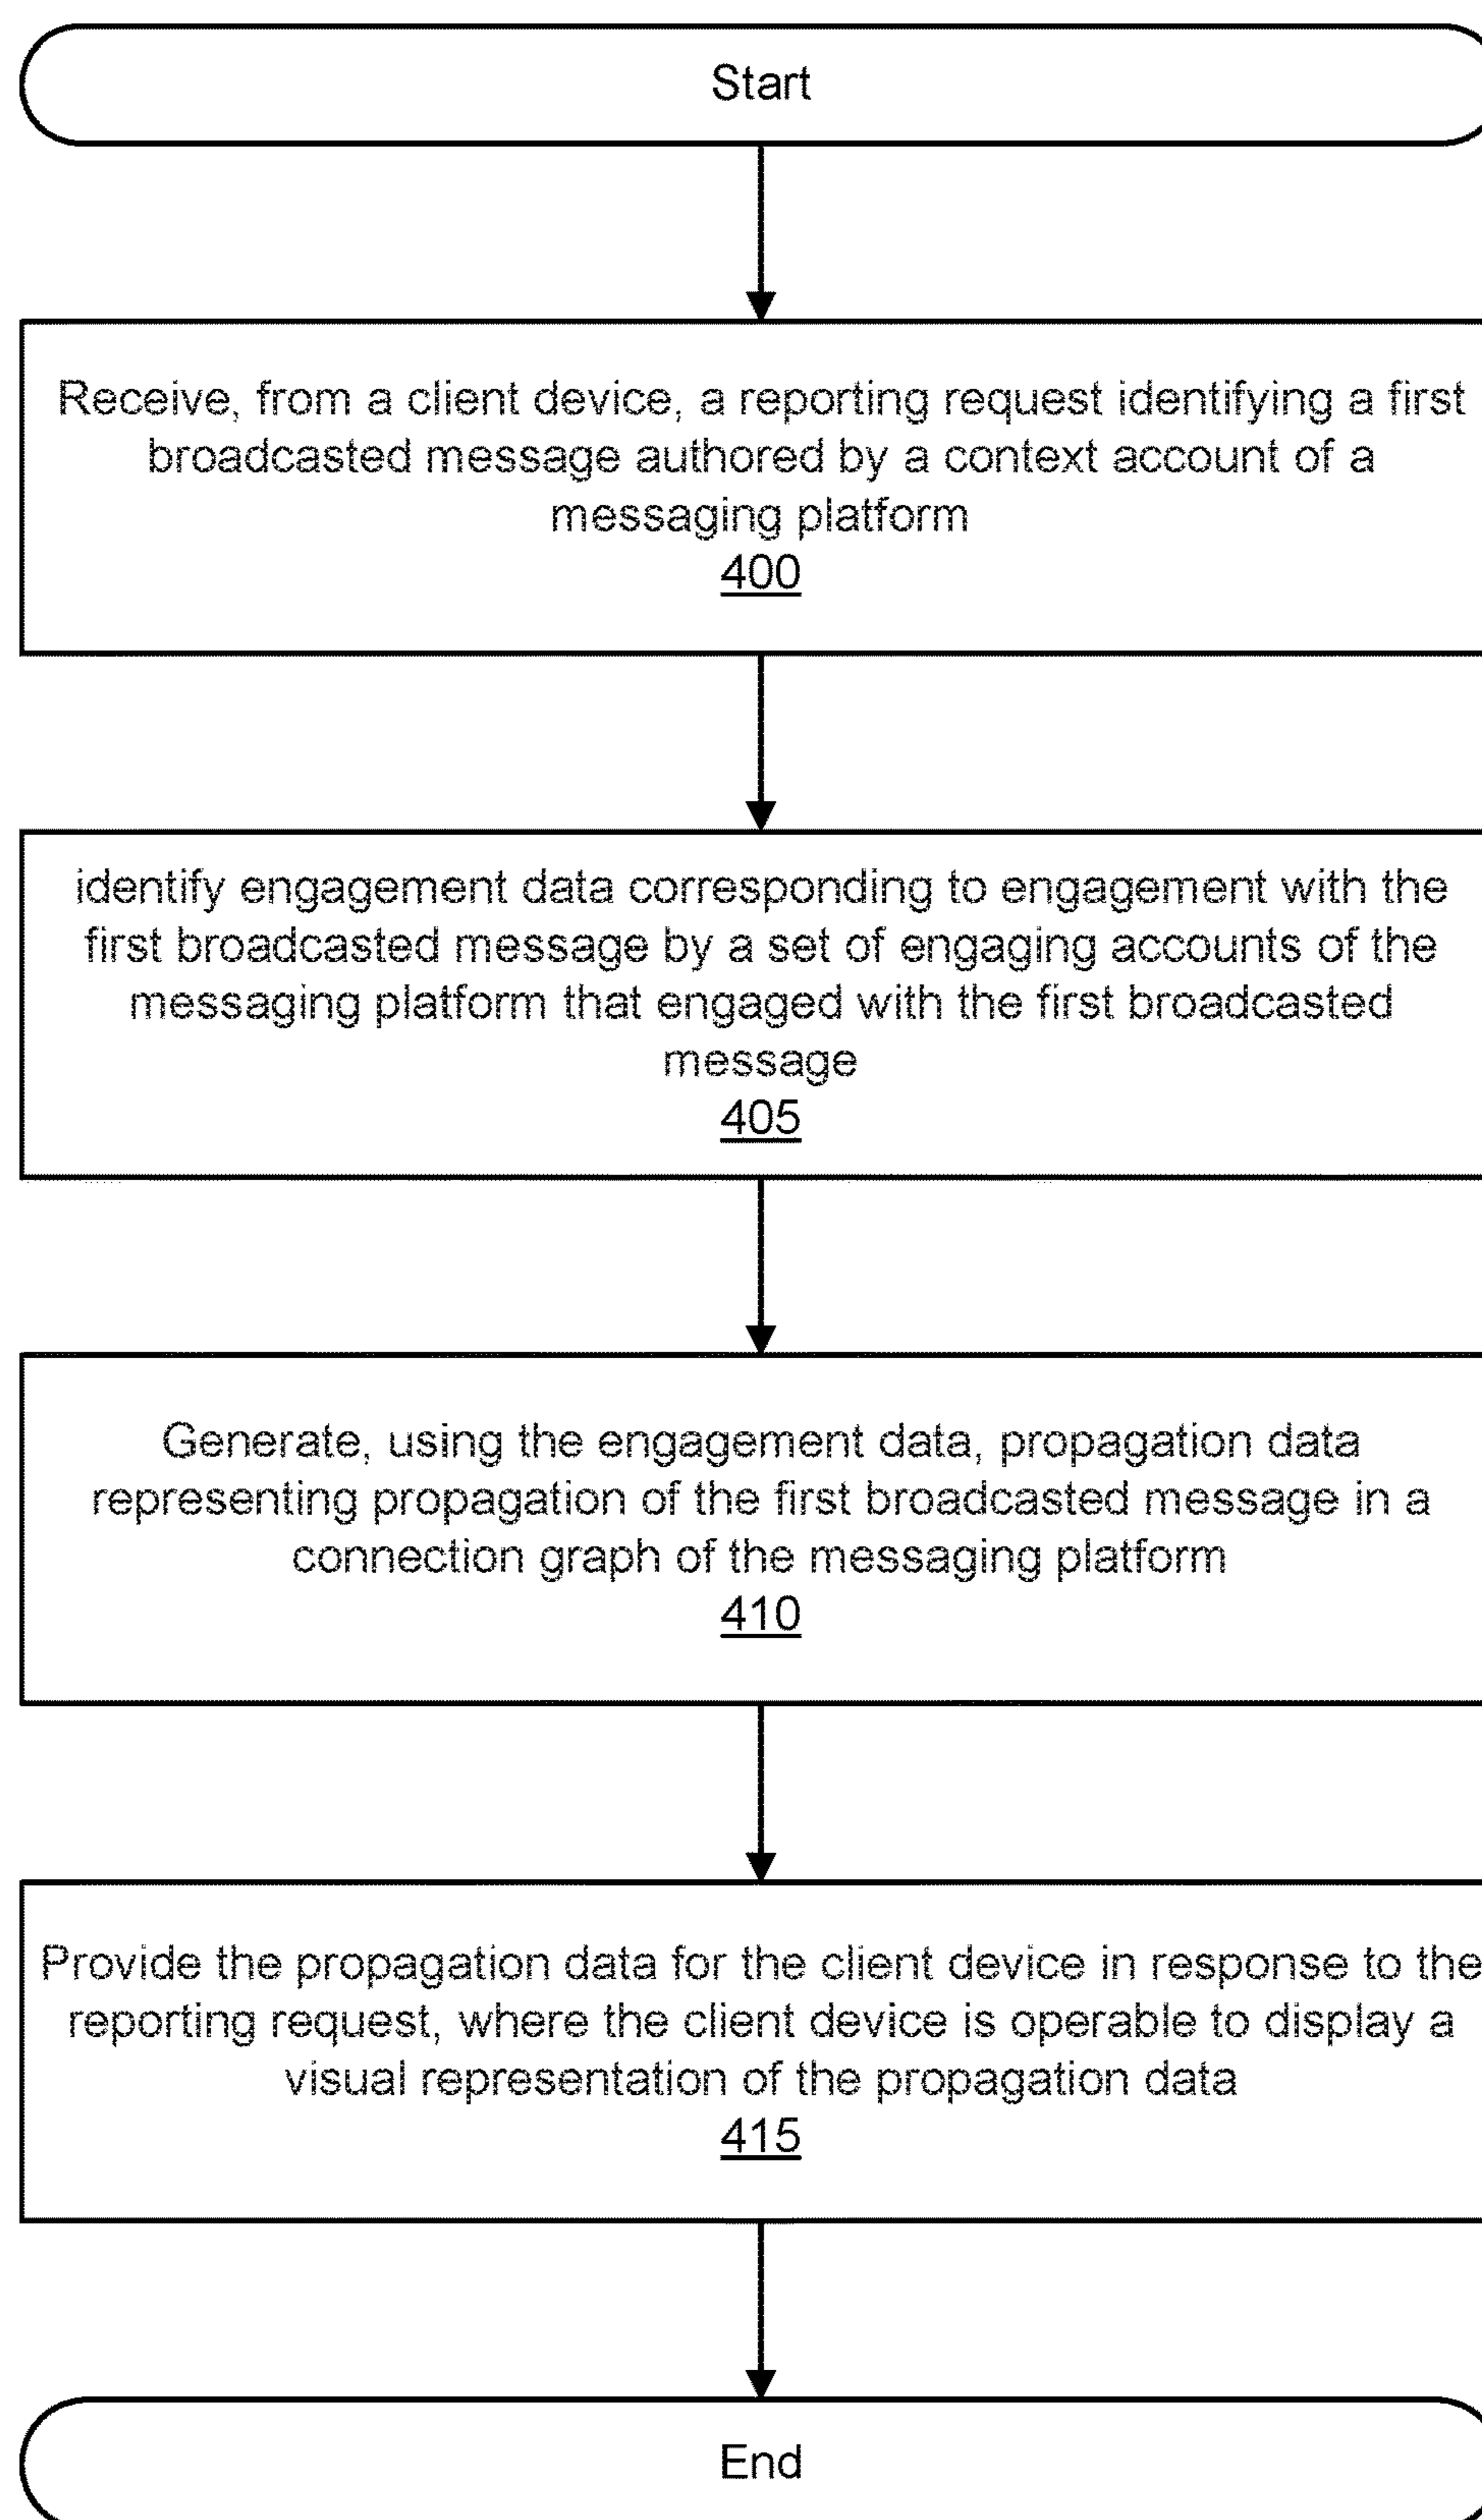 Start
Receive, from a client device, a reporting request identifying a first
broadcasted message authored by a context account of a
messaging platform
400
identify engagement data corresponding to engagement with the
first broadcasted message by a set of engaging accounts of the
messaging platform that engaged with the first broadcasted
message
405
Generate, using the engagement data, propagation data
representing propagation of the first broadcasted message in a
connection graph of the messaging platform
410
Provide the propagation data for the client device in response to the
reporting request, where the client device is operable to display a
visual representation of the propagation data
415
End